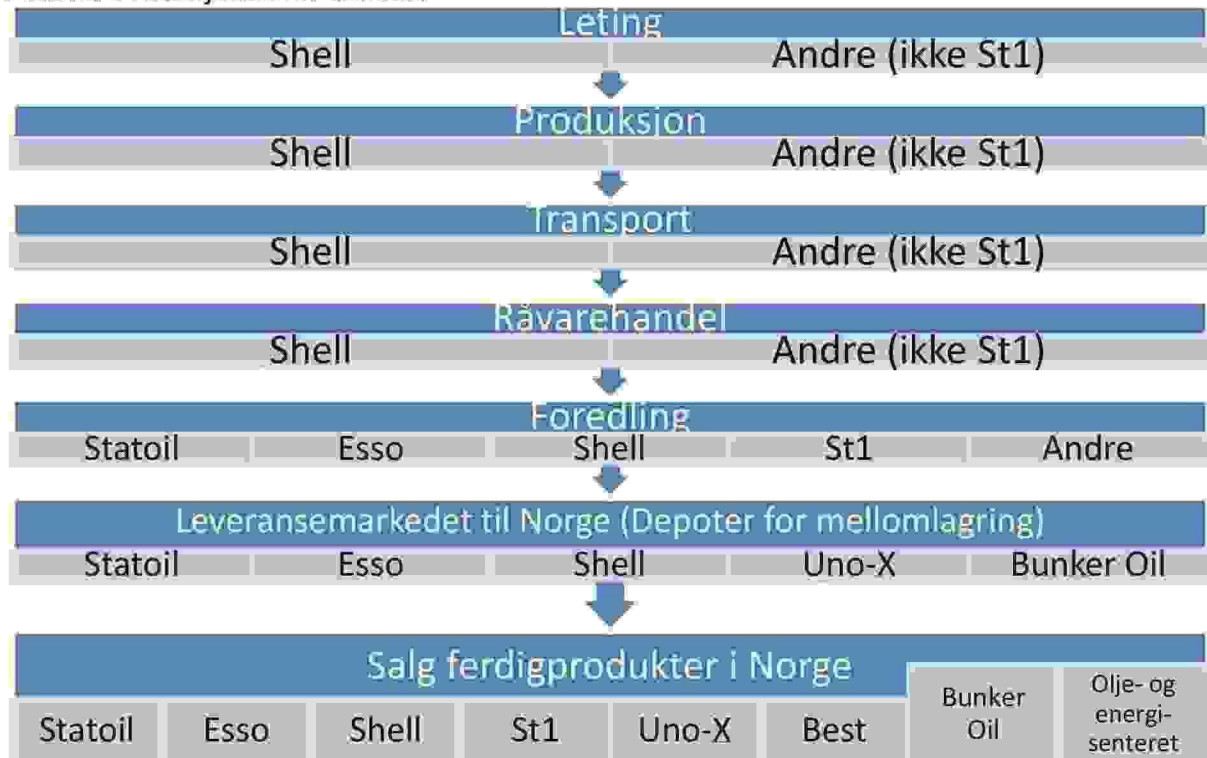 Leting
Shell Andre (ikke St1)
Produksjon
Shell Andre (ikke St1)
Transport
Shell Andre (ikke St1)
Råvarehandel
Shell Andre (ikke St1)
Foredling
Statoil Esso Shell St1 Andre
Leveransemarkedet til Norge (Depoter for mellomlagring)
Statoil Esso Shell Uno-X Bunker Oil
Salg ferdigprodukter i Norge
Statoil Esso Shell St1 Uno-X Best
Bunker
Oil
Olje- og
energi-
senteret